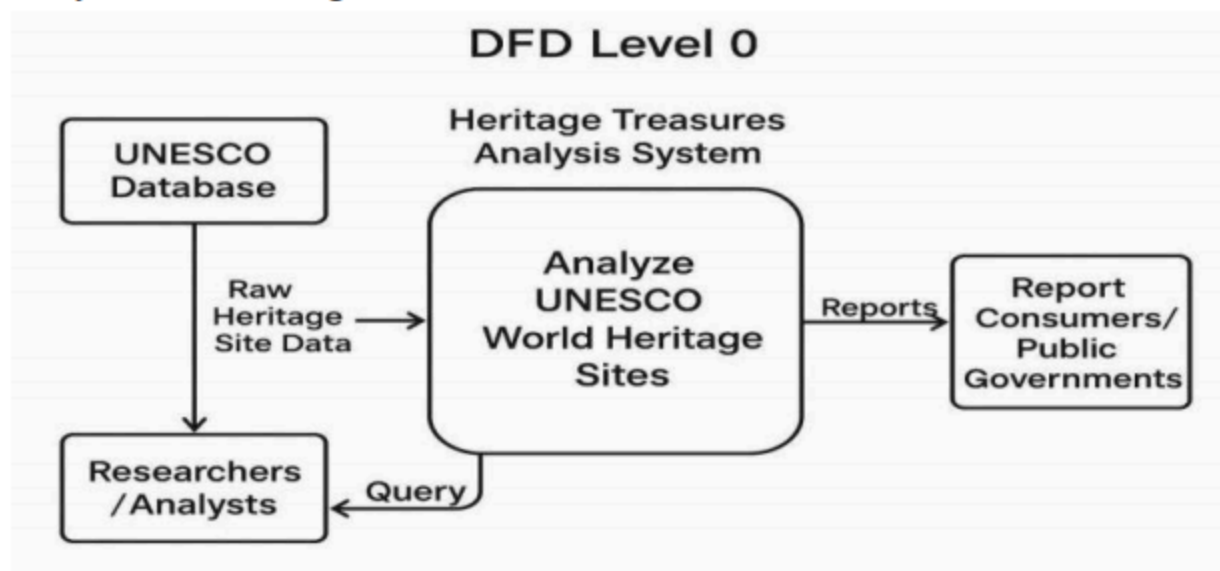 DFD Level 0
Heritage Treasures
Analysis System
UNESCO
Database
Raw
Heritage
Site Data
Analyze
UNESCO
World Heritage
Sites
Reports
Report
Consumers/
Public
Governments
Researchers
/Analysts
Query